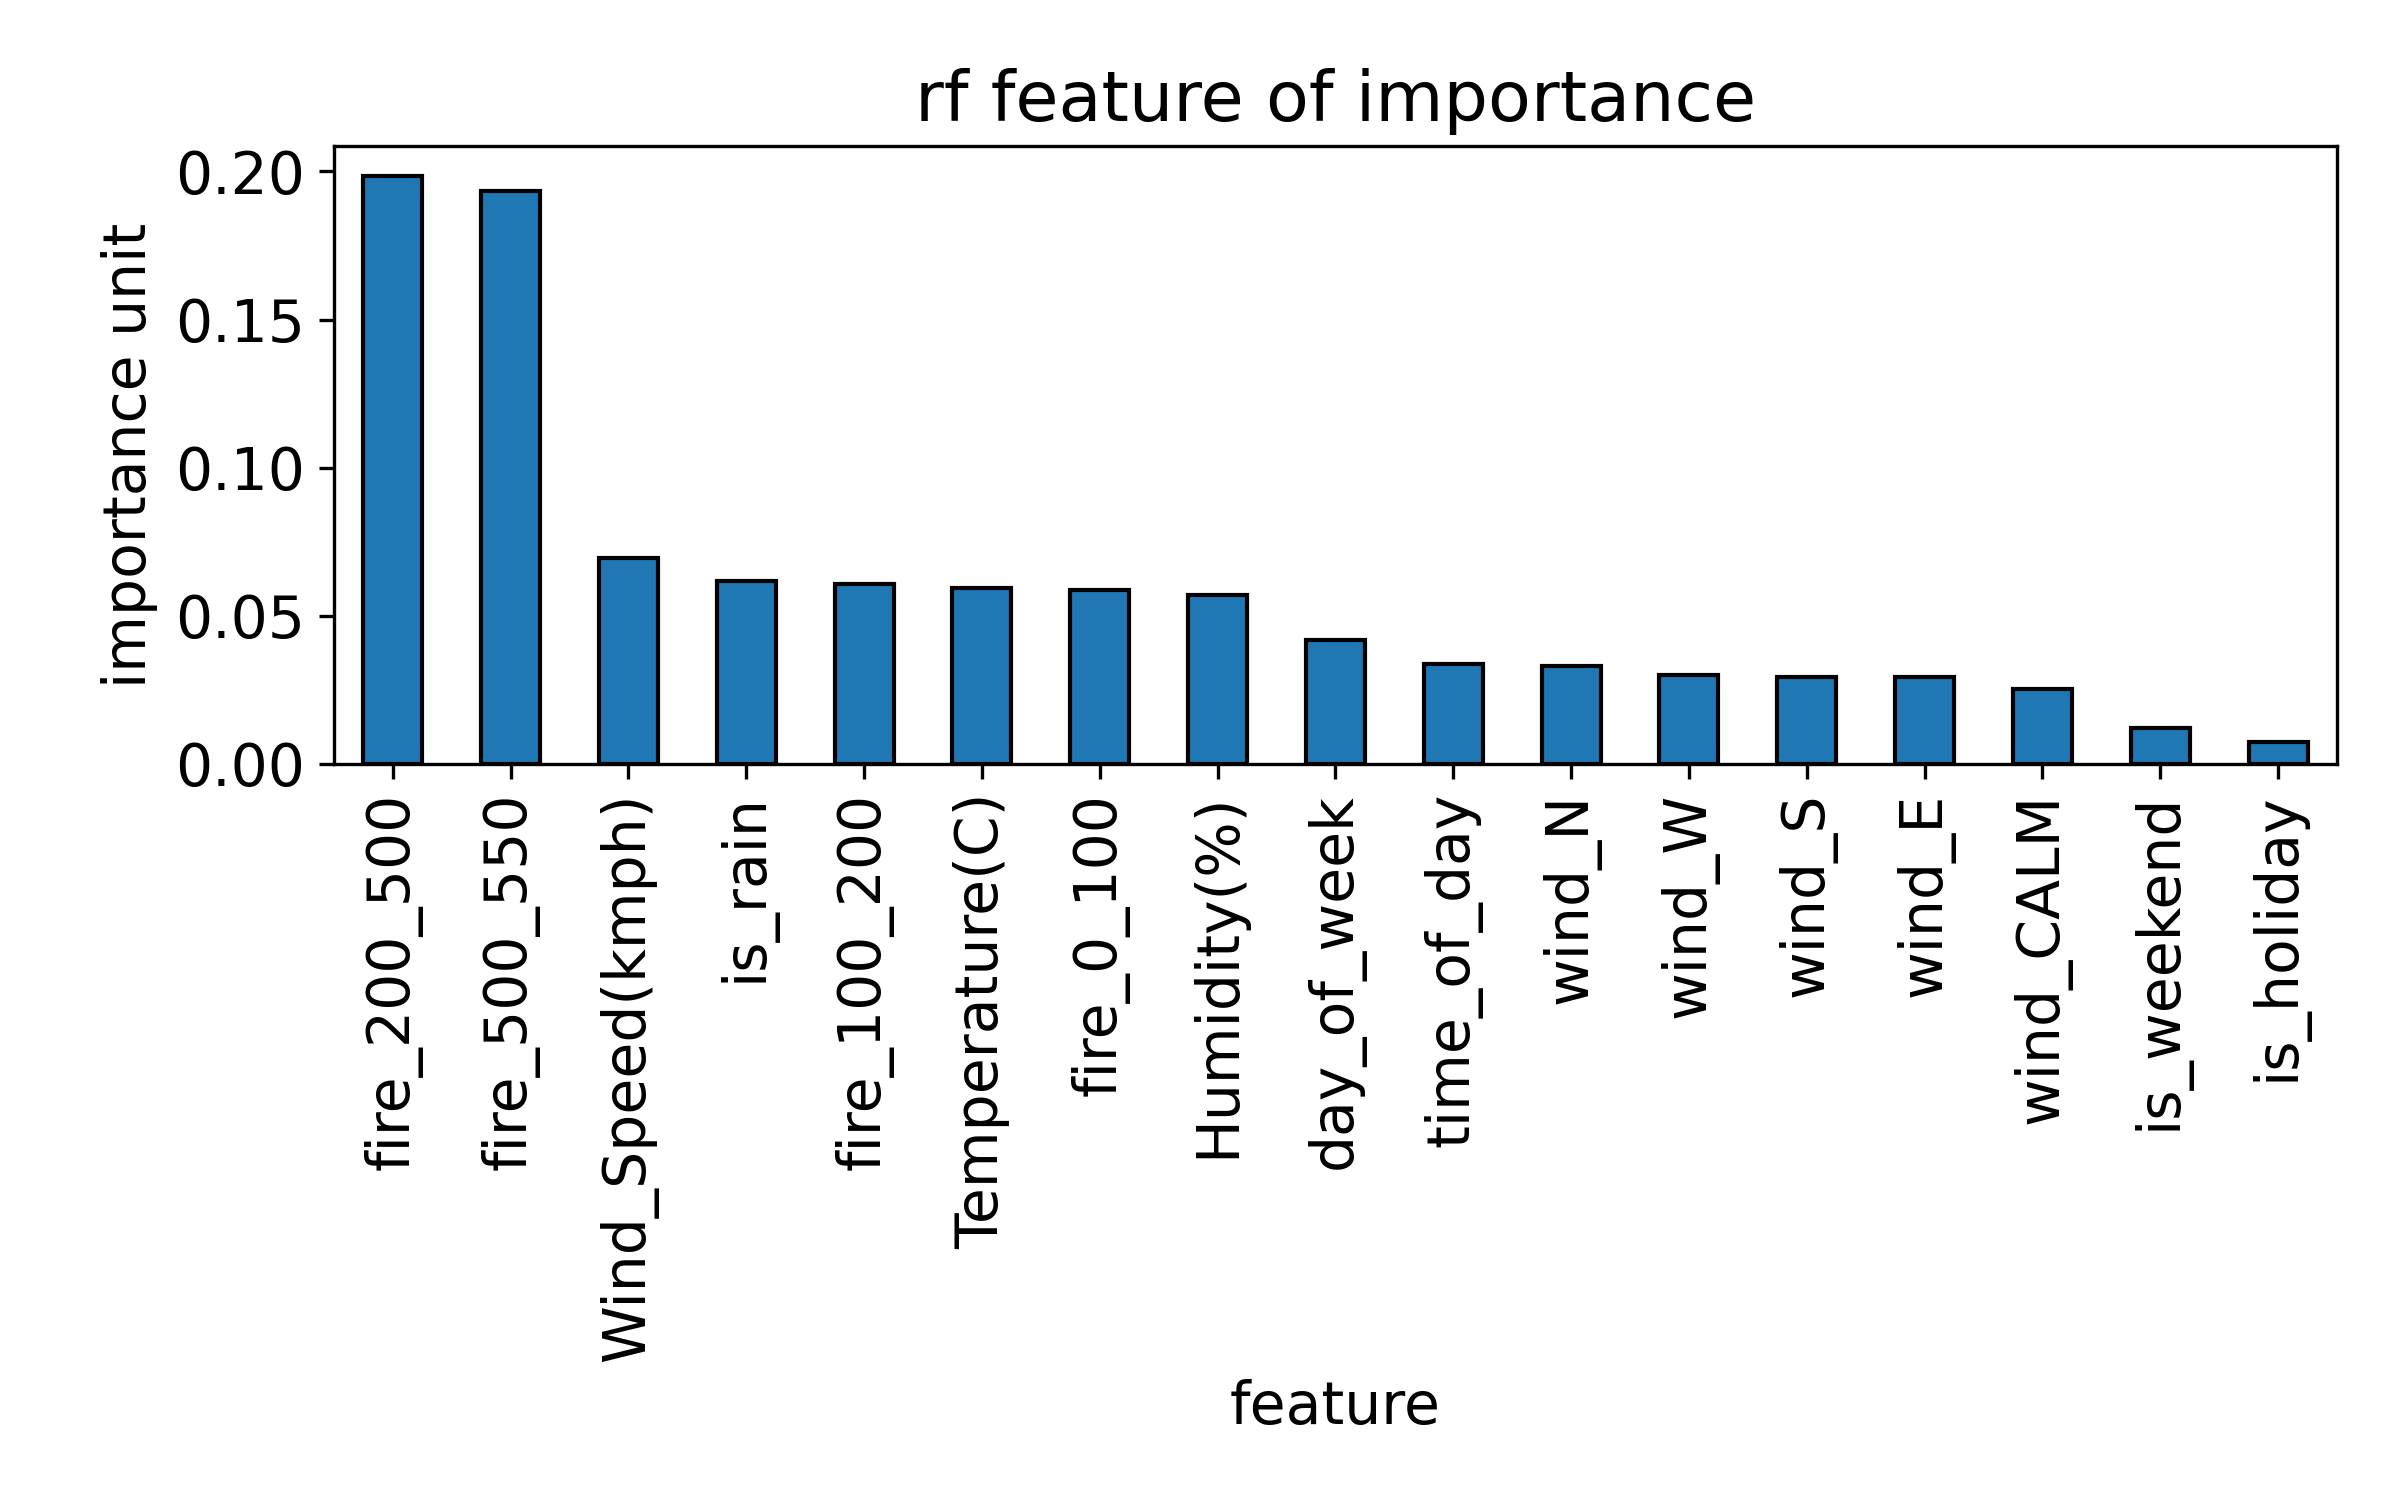 rf feature of importance
importance unit
0.20
0.15
0.10
0.05
0.00
fire_200_500
fire_500_550
Wind_Speed(kmph)
is_rain
fire_100_200
Temperature(C)
fire_0_100
Humidity(%)
day_of_week
time_of_day
wind_N
wind_W
wind_S
wind_E
wind_CALM
is_weekend
is_holiday
feature